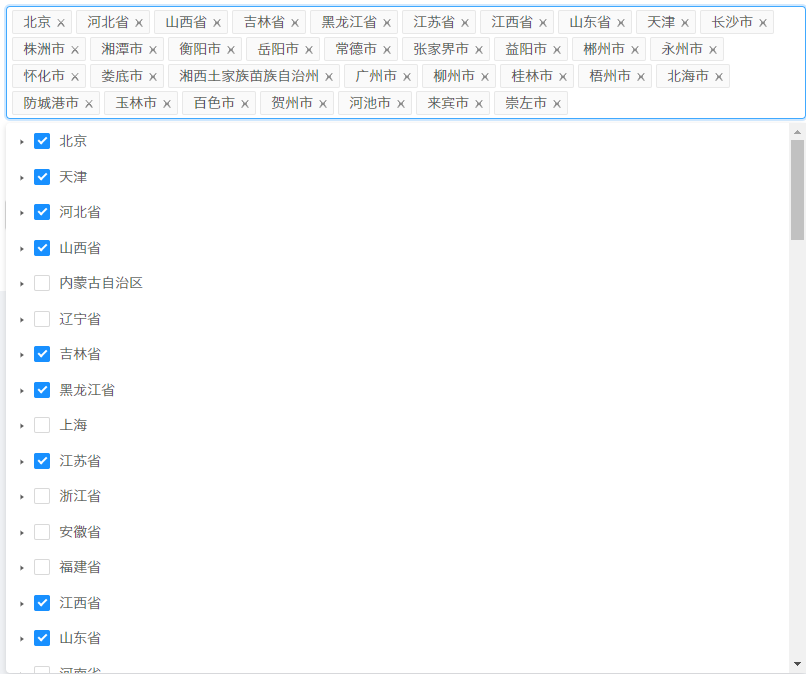 北京 × 河北省 × 山西省 × 吉林省 × 黑龙江省 × 江苏省 × 江西省 × 山东省 × 天津 × 长沙市 ×
株洲市 × 湘潭市 × 衡阳市 × 岳阳市 × 常德市 × 张家界市 × 益阳市 × 郴州市 × 永州市 ×
怀化市 × 娄底市 × 湘西土家族苗族自治州 × 广州市 × 柳州市 × 桂林市 × 梧州市 × 北海市 ×
防城港市 × 玉林市 × 百色市 × 贺州市 × 河池市 × 来宾市 × 崇左市 ×
北京
天津
河北省
山西省
内蒙古自治区
辽宁省
吉林省
黑龙江省
上海
江苏省
浙江省
安徽省
福建省
江西省
山东省
河南省